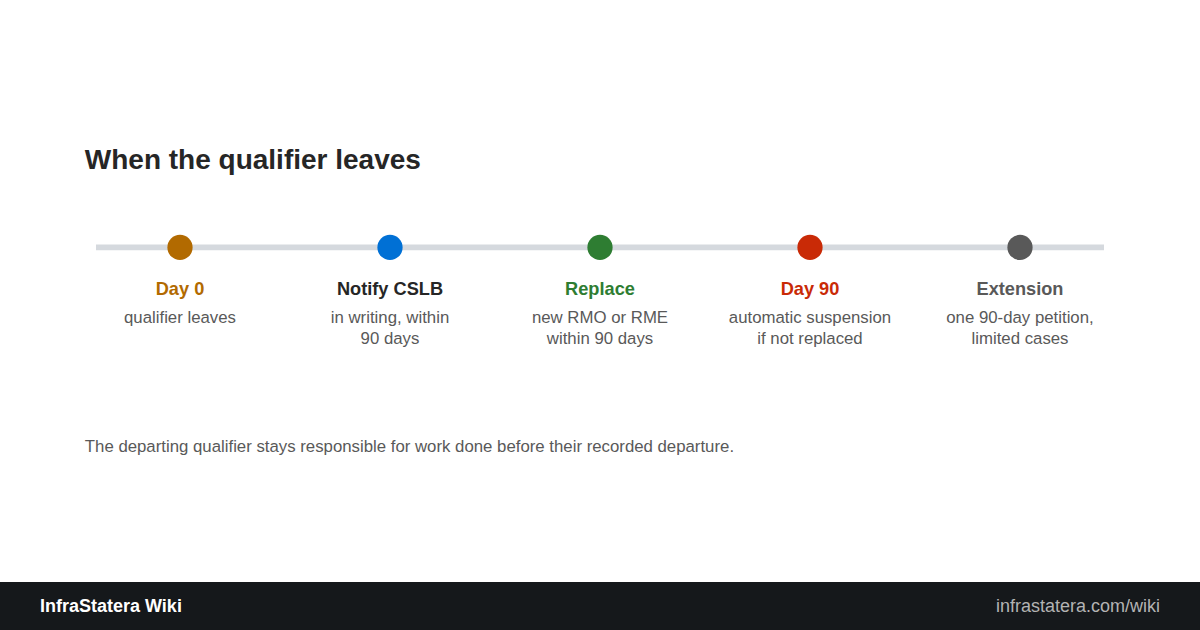 When the qualifier leaves
Day 0
qualifier leaves
Notify CSLB
in writing, within
90 days
Replace
new RMO or RME
within 90 days
Day 90
automatic suspension
if not replaced
Extension
one 90-day petition,
limited cases
The departing qualifier stays responsible for work done before their recorded departure.
InfraStatera Wiki
infrastatera.com/wiki